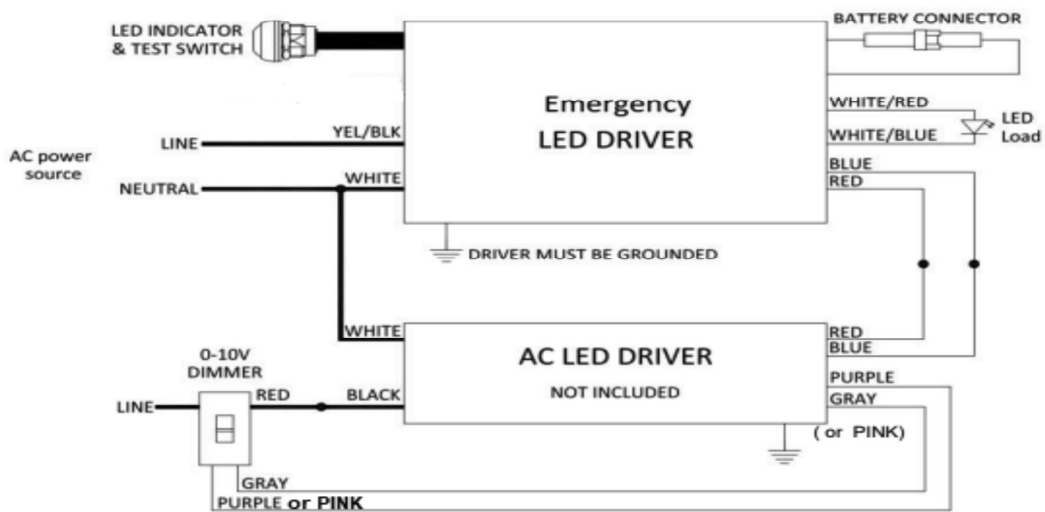 LED INDICATOR
& TEST SWITCH
BATTERY CONNECTOR
Emergency
LED DRIVER
WHITE/RED
LED
Load
WHITE/BLUE
YEL/BLK
LINE
AC power
source
BLUE
WHITE
RED
NEUTRAL
DRIVER MUST BE GROUNDED
WHITE
RED
BLUE
AC LED DRIVER
NOT INCLUDED
0-10V
DIMMER
PURPLE
RED
BLACK
GRAY
LINE
( or PINK)
GRAY
PURPLE or PINK